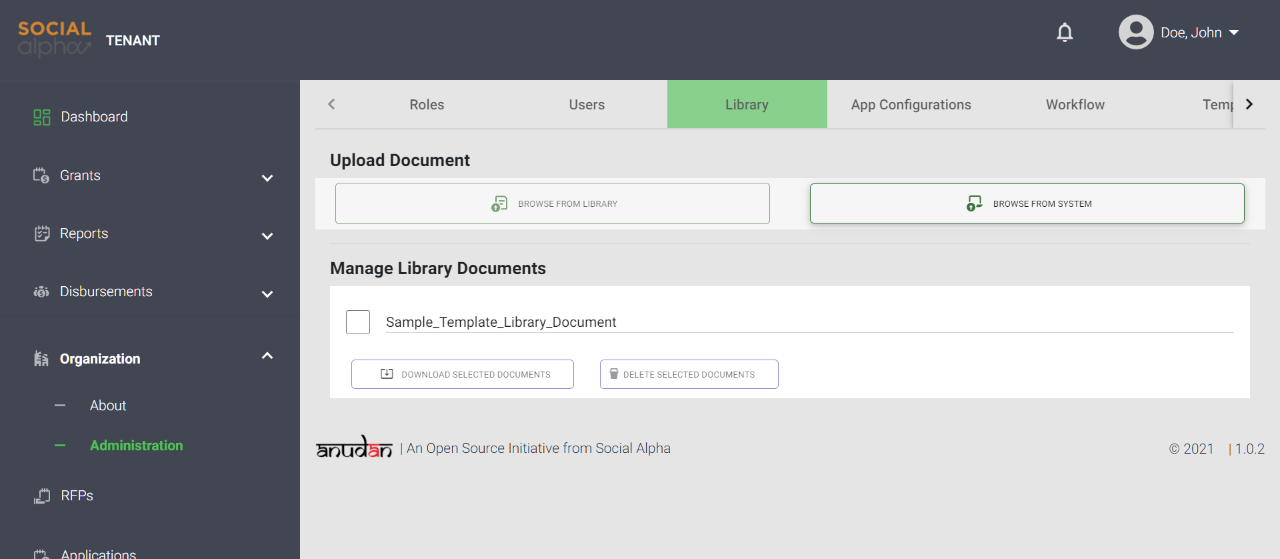 SOCIAL
alpha
TENANT
Doe, John
Dashboard
Grants
Reports
Disbursements
Organization
About
Administration
RFPs
Applications
Roles
Users
Library
App Configurations
Workflow
Temp
Upload Document
BROWSE FROM LIBRARY
BROWSE FROM SYSTEM
Manage Library Documents
Sample_Template_Library_Document
DOWNLOAD SELECTED DOCUMENTS
DELETE SELECTED DOCUMENTS
anudan | An Open Source Initiative from Social Alpha
© 2021 | 1.0.2